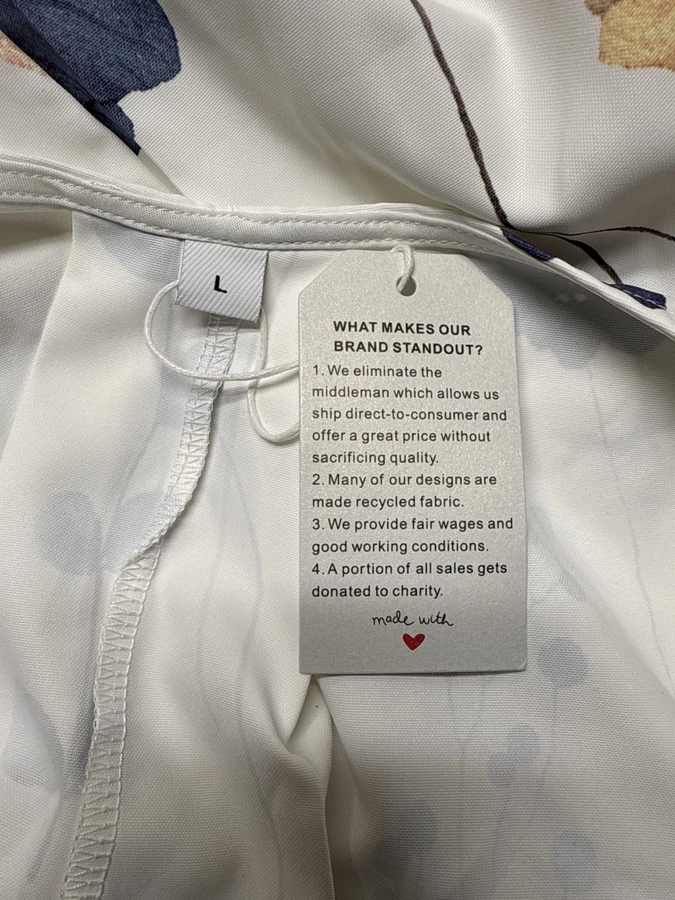 L
WHAT MAKES OUR
BRAND STANDOUT?
1. We eliminate the
middleman which allows us
ship direct-to-consumer and
offer a great price without
sacrificing quality.
2. Many of our designs are
made recycled fabric.
3. We provide fair wages and
good working conditions.
4. A portion of all sales gets
donated to charity.
made with